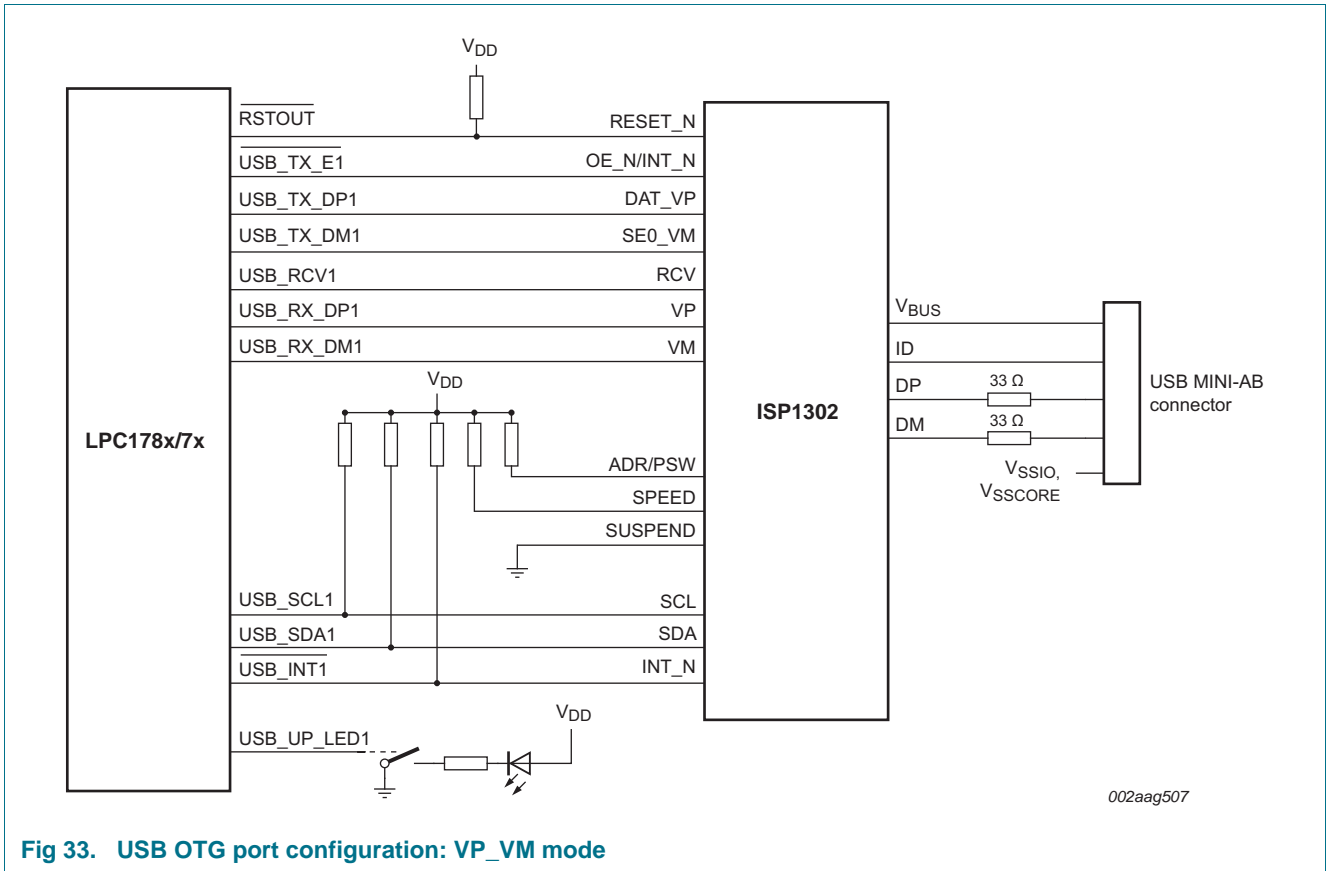 VDD
RSTOUT
RESET_N
USB_TX_E1
OE_N/INT_N
USB_TX_DP1
DAT_VP
USB_TX_DM1
SE0_VM
USB_RCV1
RCV
USB_RX_DP1
VP
USB_RX_DM1
VM
VBUS
ID
DP
33 Ω
DM
33 Ω
USB MINI-AB
connector
VSSIO,
VSSCORE
LPC178x/7x
ISP1302
VDD
ADR/PSW
SPEED
SUSPEND
USB_SCL1
SCL
USB_SDA1
SDA
USB_INT1
INT_N
VDD
USB_UP_LED1
002aag507
Fig 33. USB OTG port configuration: VP_VM mode